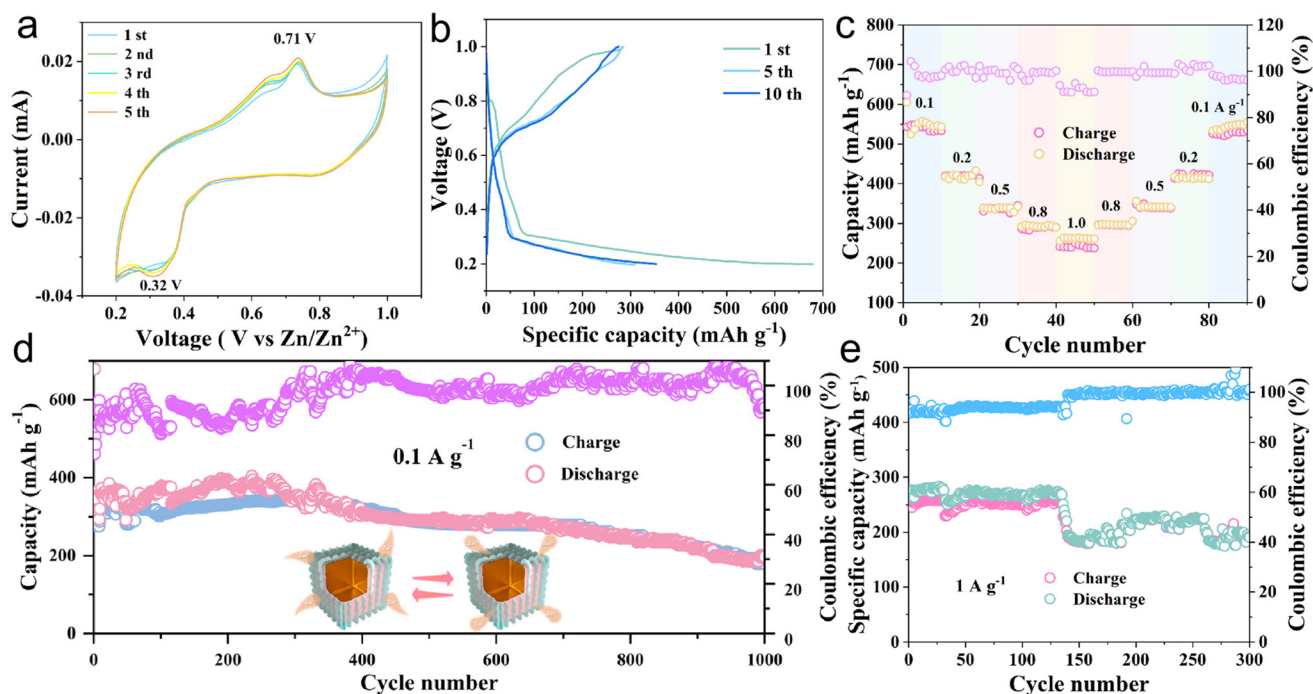 a
1 st
2 nd
3 rd
4 th
5 th
0.71 V
0.32 V
0.02
0.00
-0.02
-0.04
Current (mA)
0.2 0.4 0.6 0.8 1.0
Voltage ( V vs Zn/Zn²⁺)
b
1 st
5 th
10 th
1.0
0.8
0.6
0.4
0.2
Voltage (V)
0 100 200 300 400 500 600 700
Specific capacity (mAh g⁻¹)
c
800
700
600
500
400
300
200
100
Capacity (mAh g⁻¹)
0.1
0.2
0.5
0.8
1.0
0.8
0.5
0.2
0.1 A g⁻¹
Charge
Discharge
120
100
80
60
40
20
0
Coulombic efficiency (%)
0 20 40 60 80
Cycle number
d
600
400
200
0
Capacity (mAh g⁻¹)
0.1 A g⁻¹
Charge
Discharge
100
80
60
40
20
0
Coulombic efficiency (%)
0 200 400 600 800 1000
Cycle number
e
500
400
300
200
100
0
Specific capacity (mAh g⁻¹)
1 A g⁻¹
Charge
Discharge
100
80
60
40
20
0
Coulombic efficiency (%)
0 50 100 150 200 250 300
Cycle number